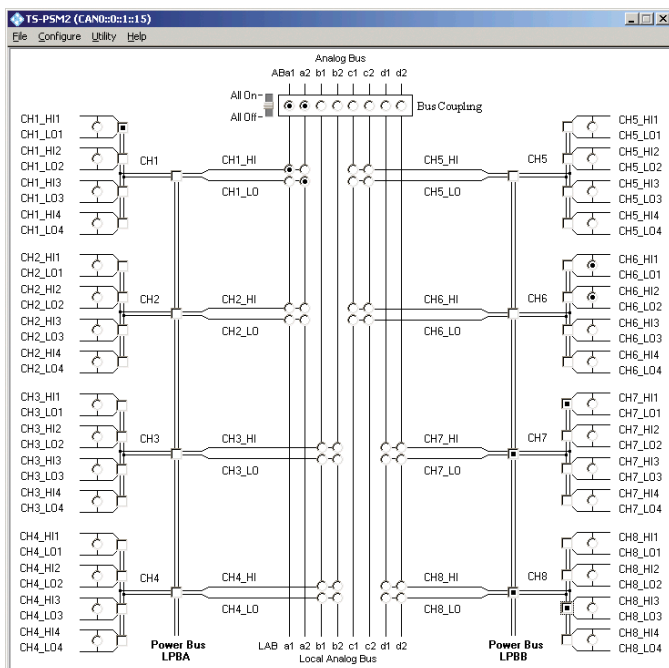 TS-PSM2 (CAN0::0::1::15)
File Configure Utility Help
Analog Bus
ABa1 a2 b1 b2 c1 c2 d1 d2
All On
All Off
Bus Coupling
CH1_HI1
CH1_LO1
CH1_HI2
CH1_LO2
CH1_HI3
CH1_LO3
CH1_HI4
CH1_LO4
CH1
CH1_HI
CH1_LO
CH5_HI
CH5_LO
CH5
CH5_HI1
CH5_LO1
CH5_HI2
CH5_LO2
CH5_HI3
CH5_LO3
CH5_HI4
CH5_LO4
CH2_HI1
CH2_LO1
CH2_HI2
CH2_LO2
CH2_HI3
CH2_LO3
CH2_HI4
CH2_LO4
CH2
CH2_HI
CH2_LO
CH6_HI
CH6_LO
CH6
CH6_HI1
CH6_LO1
CH6_HI2
CH6_LO2
CH6_HI3
CH6_LO3
CH6_HI4
CH6_LO4
CH3_HI1
CH3_LO1
CH3_HI2
CH3_LO2
CH3_HI3
CH3_LO3
CH3_HI4
CH3_LO4
CH3
CH3_HI
CH3_LO
CH7_HI
CH7_LO
CH7
CH7_HI1
CH7_LO1
CH7_HI2
CH7_LO2
CH7_HI3
CH7_LO3
CH7_HI4
CH7_LO4
CH4_HI1
CH4_LO1
CH4_HI2
CH4_LO2
CH4_HI3
CH4_LO3
CH4_HI4
CH4_LO4
CH4
CH4_HI
CH4_LO
CH8_HI
CH8_LO
CH8
CH8_HI1
CH8_LO1
CH8_HI2
CH8_LO2
CH8_HI3
CH8_LO3
CH8_HI4
CH8_LO4
Power Bus
LPBA
LAB a1 a2 b1 b2 c1 c2 d1 d2
Local Analog Bus
Power Bus
LPBB